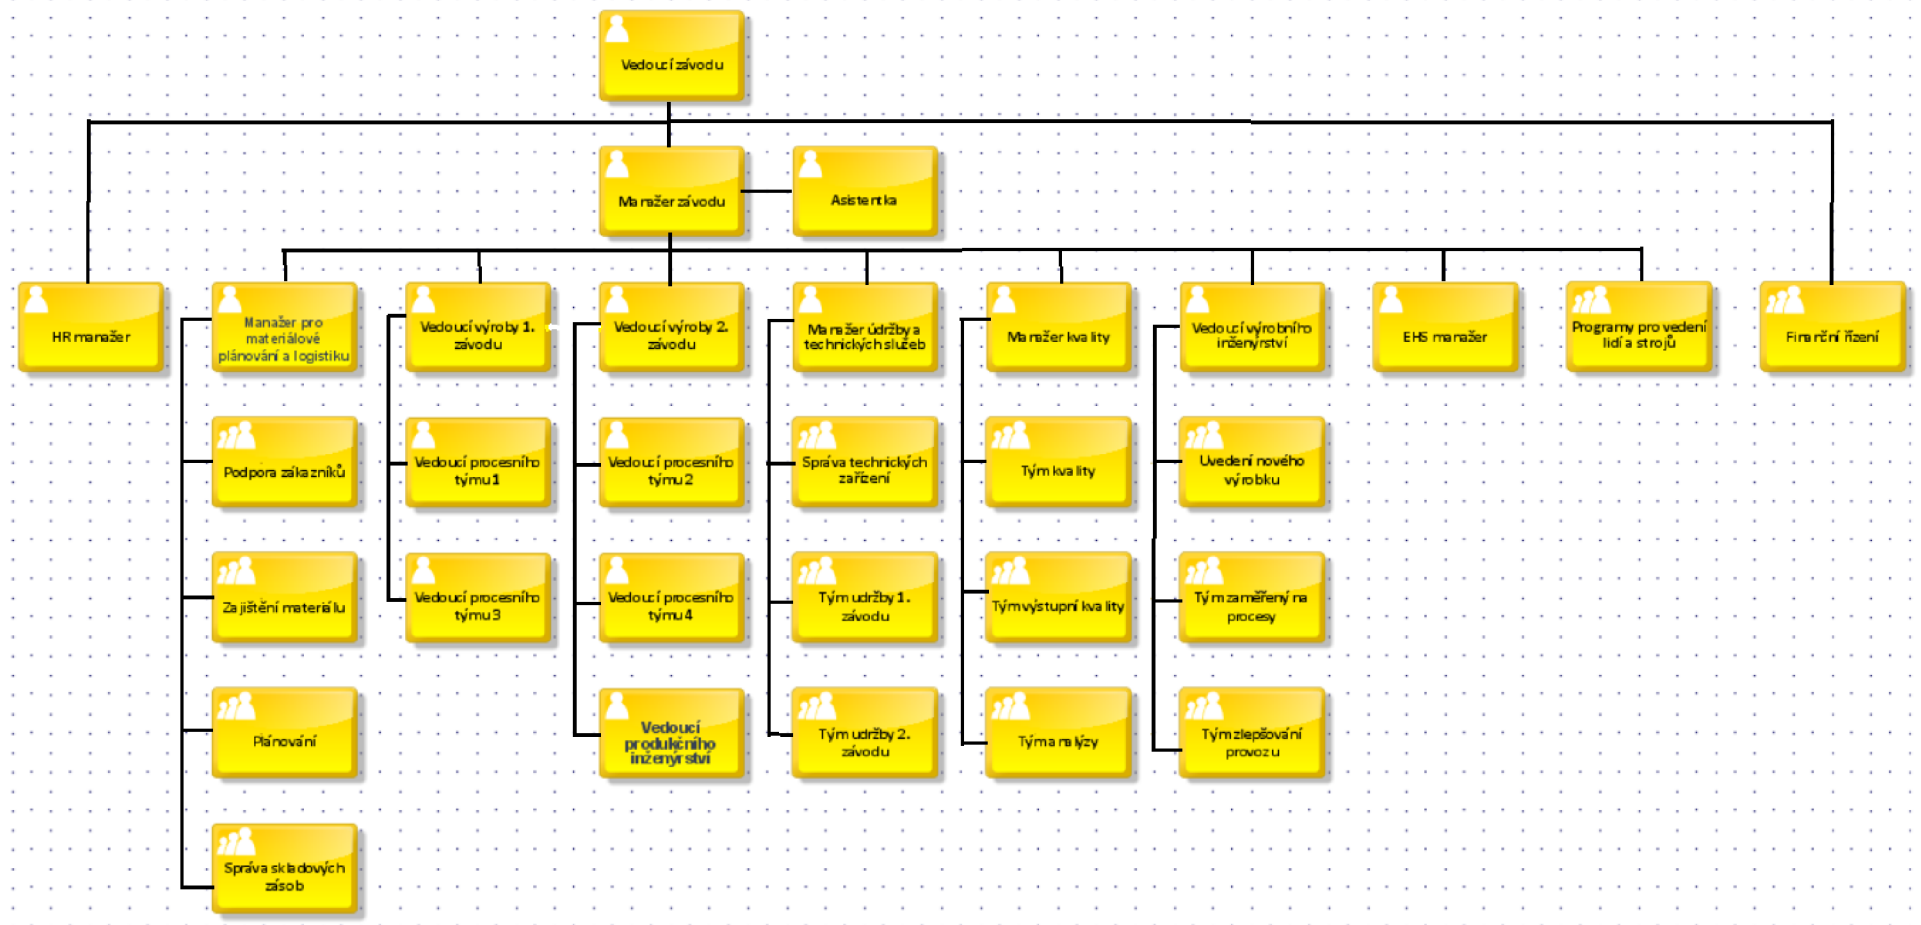 Vedoucí závodu
Manažer závodu
Asistentka
HR manažer
Manažer pro
materiálové
plánování a logistiku
Vedoucí výroby 1.
závodu
Vedoucí výroby 2.
závodu
Manažer údržby a
technických služeb
Manažer kvality
Vedoucí výrobního
inženýrství
EHS manažer
Programy pro vedení
lidí a strojů
Finanční řízení
Podpora zákazníků
Vedoucí procesního
týmu 1
Vedoucí procesního
týmu 2
Správa technických
zařízení
Tým kvality
Uvedení nového
výrobku
Zajištění materiálu
Vedoucí procesního
týmu 3
Vedoucí procesního
týmu 4
Tým udržby 1.
závodu
Tým výstupní kvality
Tým zaměřený na
procesy
Plánování
Vedoucí
produkčního
inženýrství
Tým udržby 2.
závodu
Tým analýzy
Tým zlepšování
provozu
Správa skladových
zásob